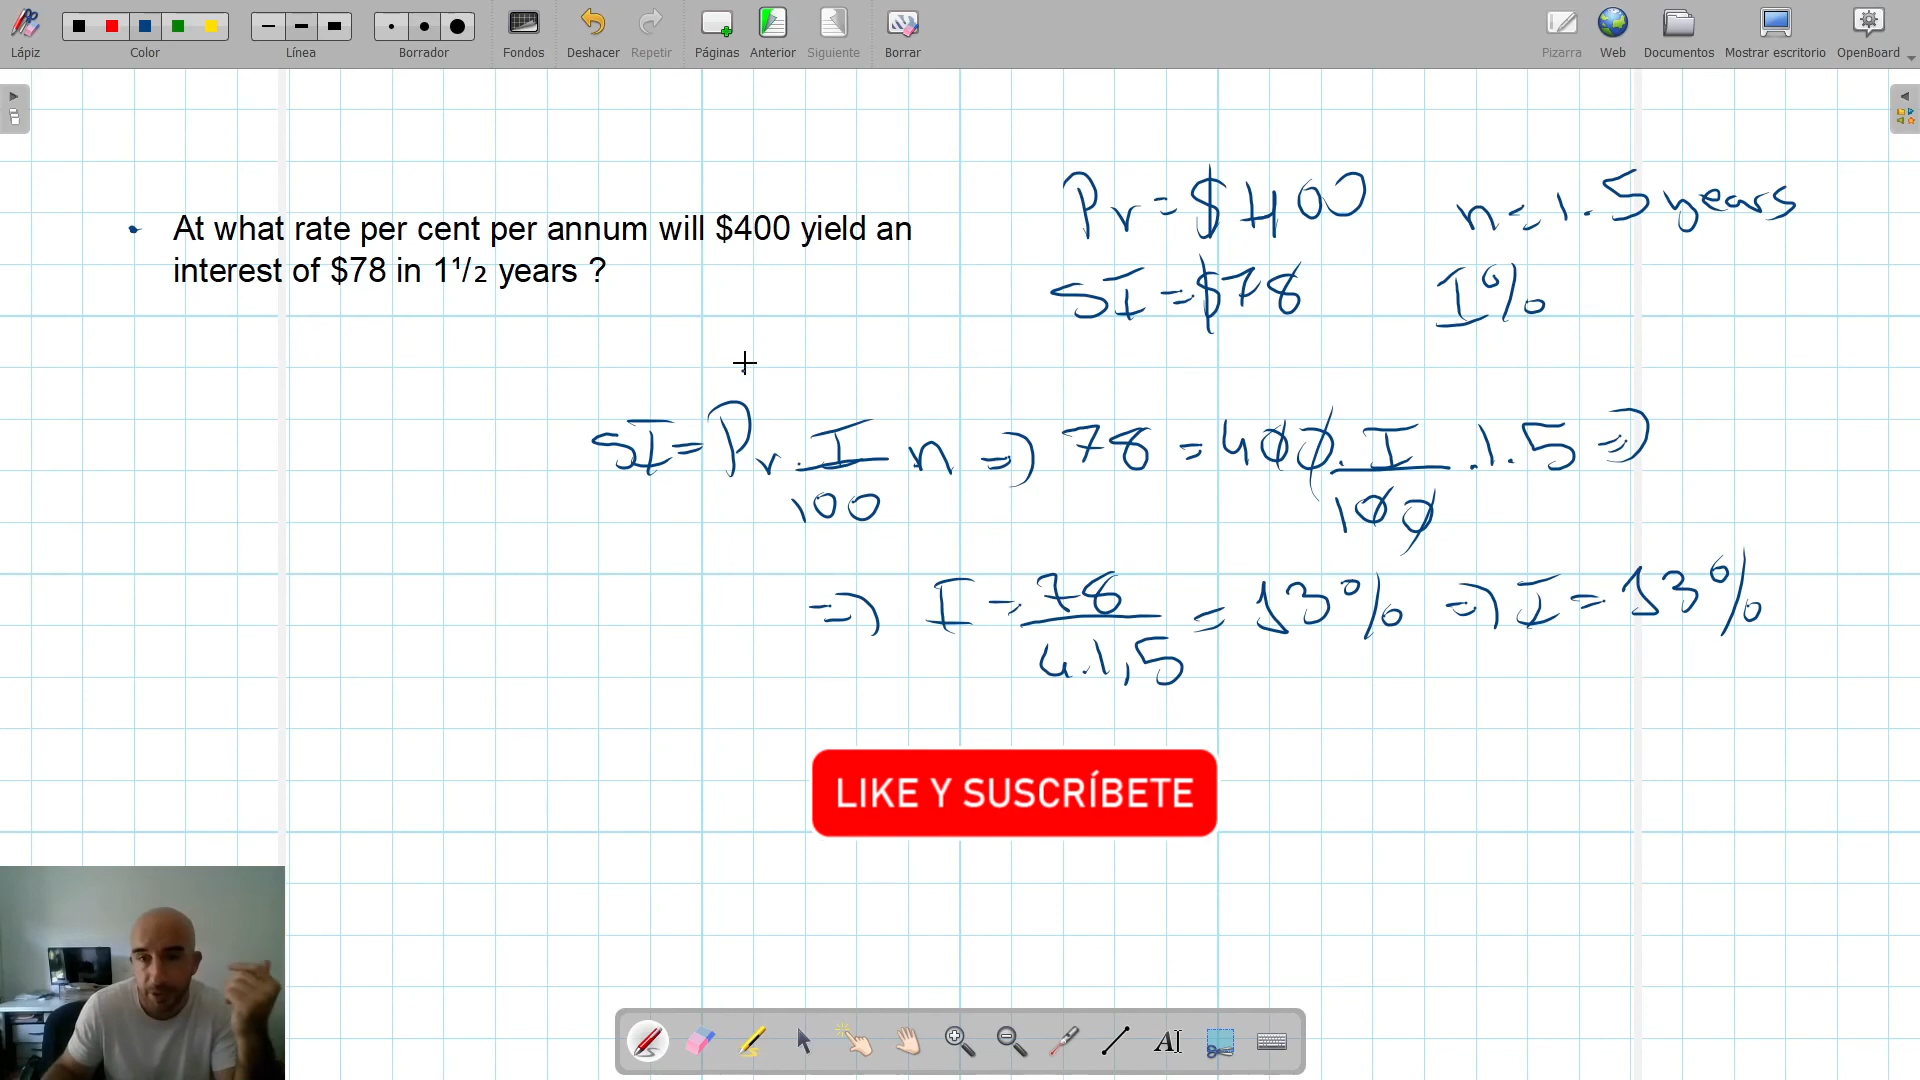 Lápiz Color Línea Borrador Fondos Deshacer Repetir Páginas Anterior Siguiente Borrar Pizarra Web Documentos Mostrar escritorio OpenBoard
• At what rate per cent per annum will $400 yield an
interest of $78 in 1¹/₂ years ?
Pr = $400 n = 1.5 years
SI = $78 I%
SI = Pr · I/100 n => 78 = 400 · I/100 · 1.5 =>
=> I = 78/4.1,5 = 13% => I = 13%
LIKE Y SUSCRÍBETE